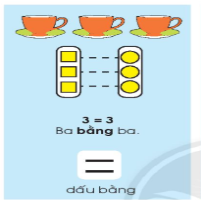 3 = 3
Ba bằng ba.
=
dấu bằng